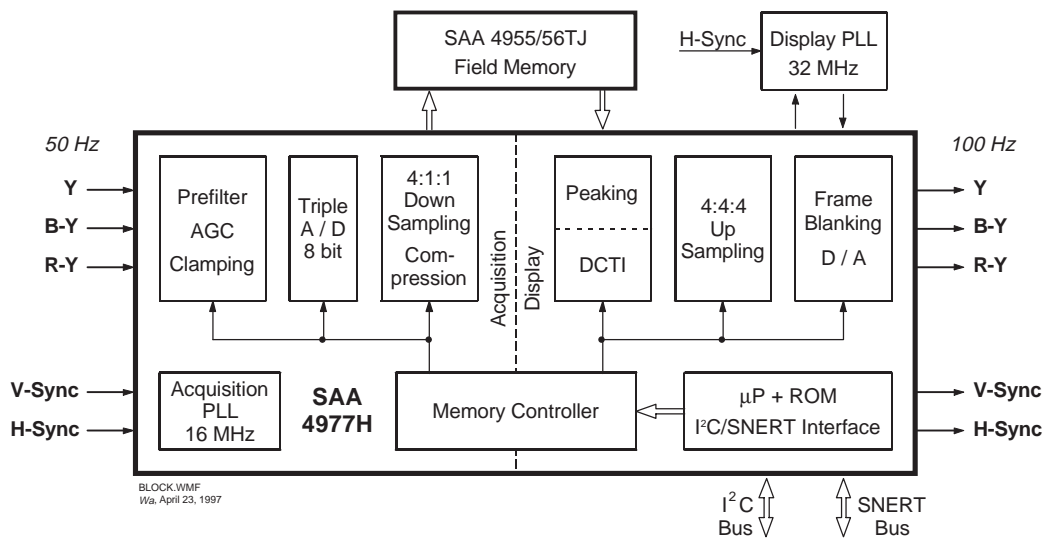 SAA 4955/56TJ
Field Memory
H-Sync
Display PLL
32 MHz
50 Hz
100 Hz
Y
B-Y
R-Y
Prefilter
AGC
Clamping
Triple
A / D
8 bit
4:1:1
Down
Sampling
Com-
pression
Acquisition
Display
Peaking
DCTI
4:4:4
Up
Sampling
Frame
Blanking
D / A
Y
B-Y
R-Y
V-Sync
H-Sync
Acquisition
PLL
16 MHz
SAA
4977H
Memory Controller
µP + ROM
I²C/SNERT Interface
V-Sync
H-Sync
BLOCK.WMF
Wa, April 23, 1997
I²C
Bus
SNERT
Bus